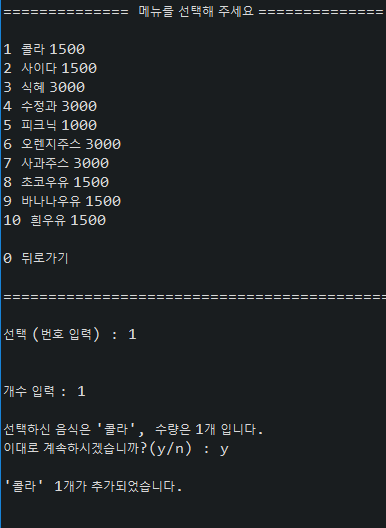 ============== 메뉴를 선택해 주세요 ==============
1 콜라 1500
2 사이다 1500
3 식혜 3000
4 수정과 3000
5 피크닉 1000
6 오렌지주스 3000
7 사과주스 3000
8 초코우유 1500
9 바나나우유 1500
10 흰우유 1500
0 뒤로가기
===========================================
선택 (번호 입력) : 1
개수 입력 : 1
선택하신 음식은 '콜라', 수량은 1개 입니다.
이대로 계속하시겠습니까?(y/n) : y
'콜라' 1개가 추가되었습니다.